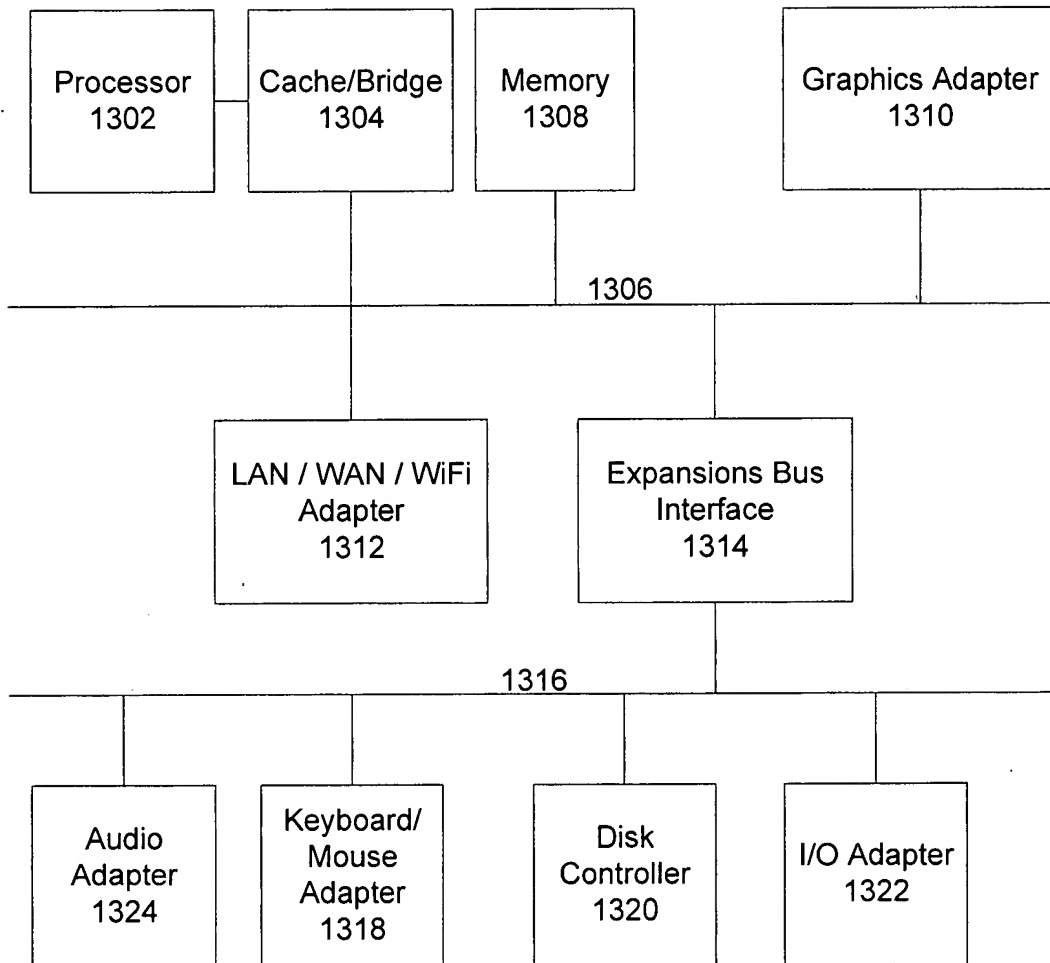 Processor
1302
Cache/Bridge
1304
Memory
1308
Graphics Adapter
1310
1306
LAN / WAN / WiFi
Adapter
1312
Expansions Bus
Interface
1314
1316
Audio
Adapter
1324
Keyboard/
Mouse
Adapter
1318
Disk
Controller
1320
I/O Adapter
1322